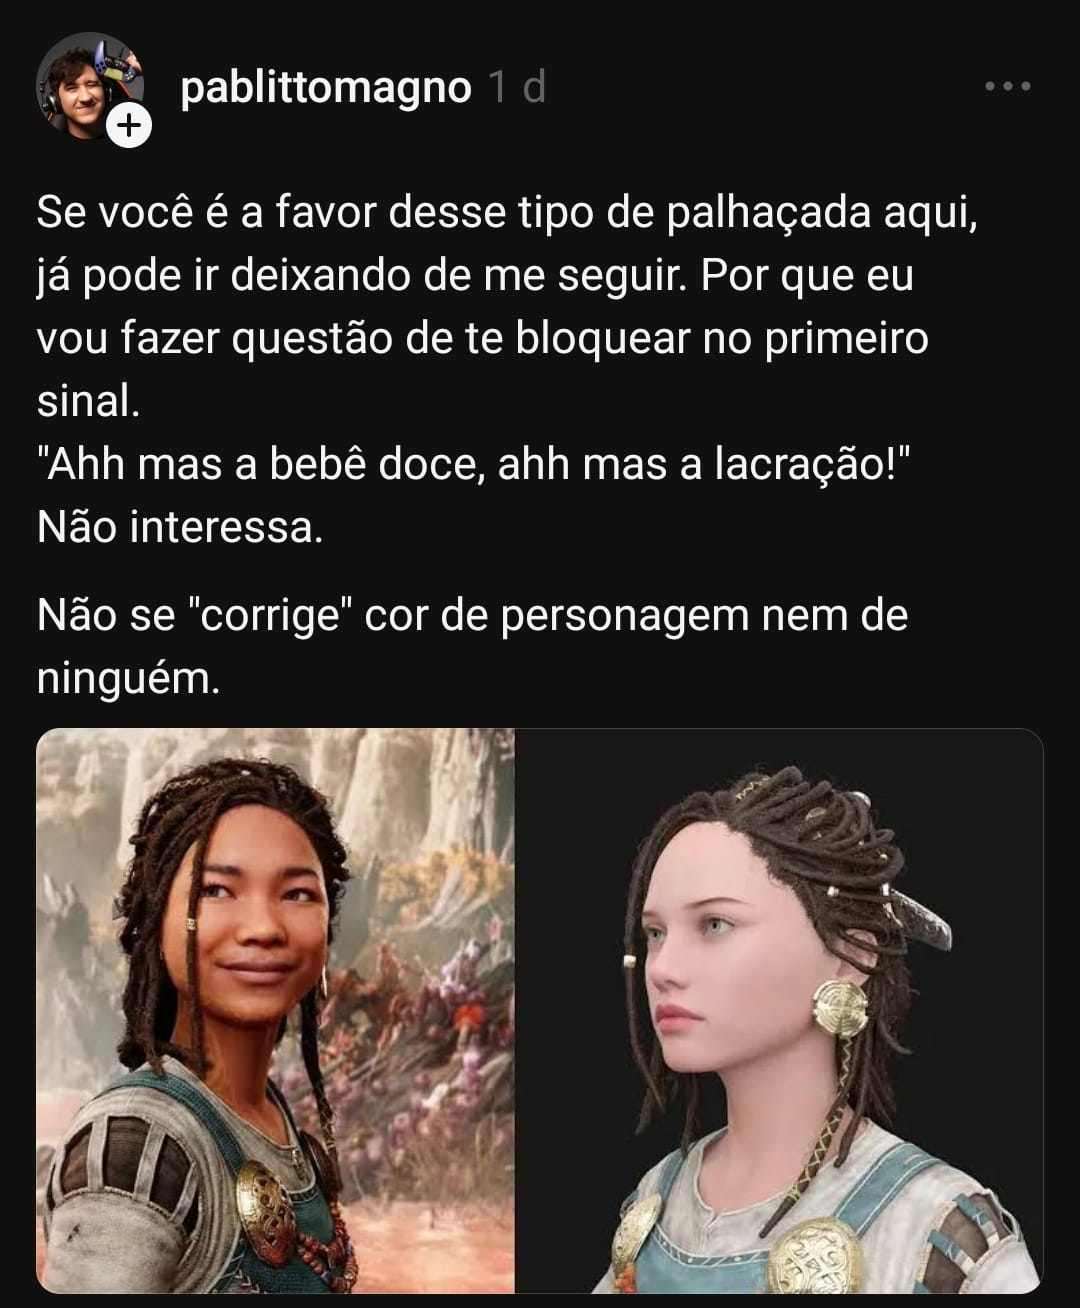 pablittomagno 1 d
Se você é a favor desse tipo de palhaçada aqui,
já pode ir deixando de me seguir. Por que eu
vou fazer questão de te bloquear no primeiro
sinal.
"Ahh mas a bebê doce, ahh mas a lacração!"
Não interessa.
Não se "corrige" cor de personagem nem de
ninguém.